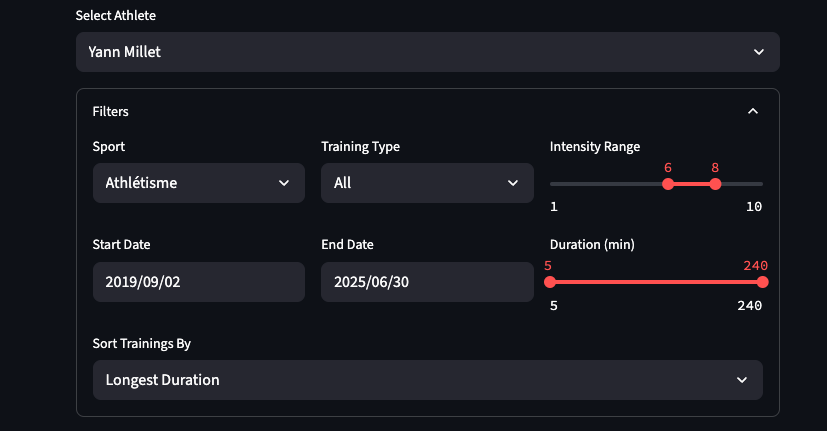 Select Athlete
Yann Millet
Filters
Sport
Training Type
Intensity Range
Athlétisme
All
6 8
1 10
Start Date
End Date
Duration (min)
2019/09/02
2025/06/30
5 240
5 240
Sort Trainings By
Longest Duration